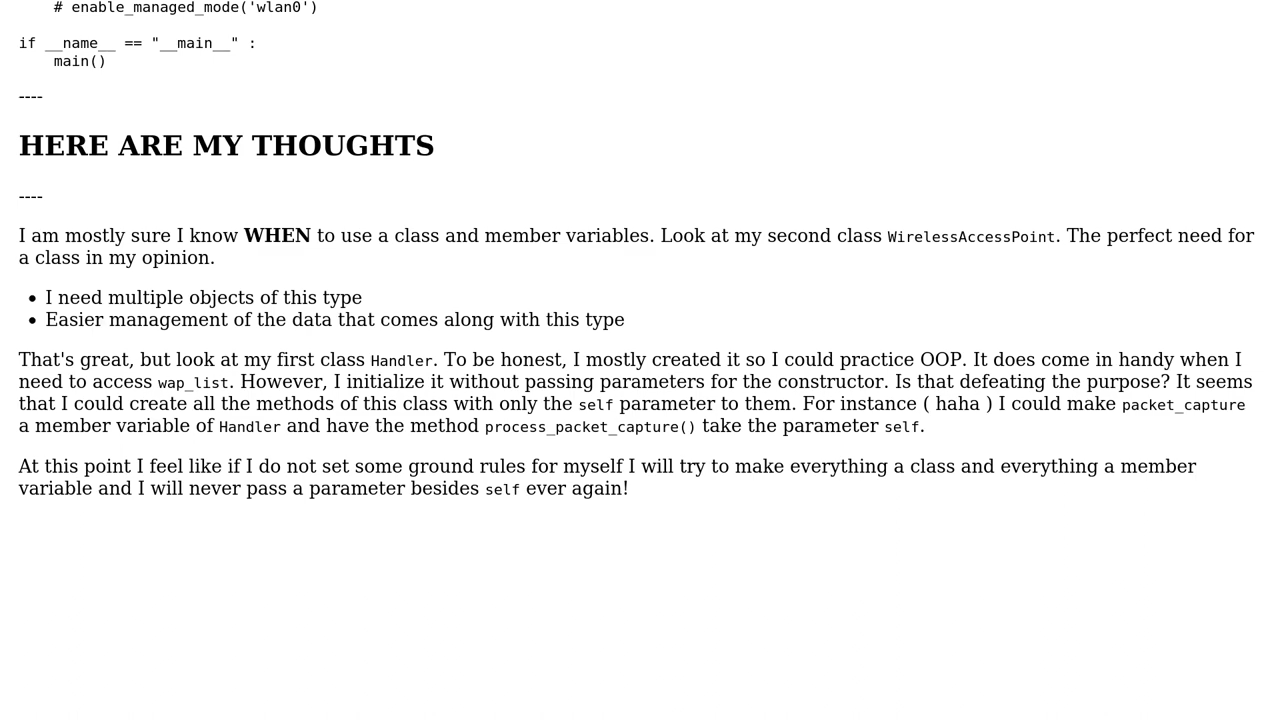 # enable_managed_mode('wlan0')
if __name__ == "__main__" :
    main()
----
HERE ARE MY THOUGHTS
----
I am mostly sure I know WHEN to use a class and member variables. Look at my second class WirelessAccessPoint. The perfect need for
a class in my opinion.
• I need multiple objects of this type
• Easier management of the data that comes along with this type
That's great, but look at my first class Handler. To be honest, I mostly created it so I could practice OOP. It does come in handy when I
need to access wap_list. However, I initialize it without passing parameters for the constructor. Is that defeating the purpose? It seems
that I could create all the methods of this class with only the self parameter to them. For instance ( haha ) I could make packet_capture
a member variable of Handler and have the method process_packet_capture() take the parameter self.
At this point I feel like if I do not set some ground rules for myself I will try to make everything a class and everything a member
variable and I will never pass a parameter besides self ever again!